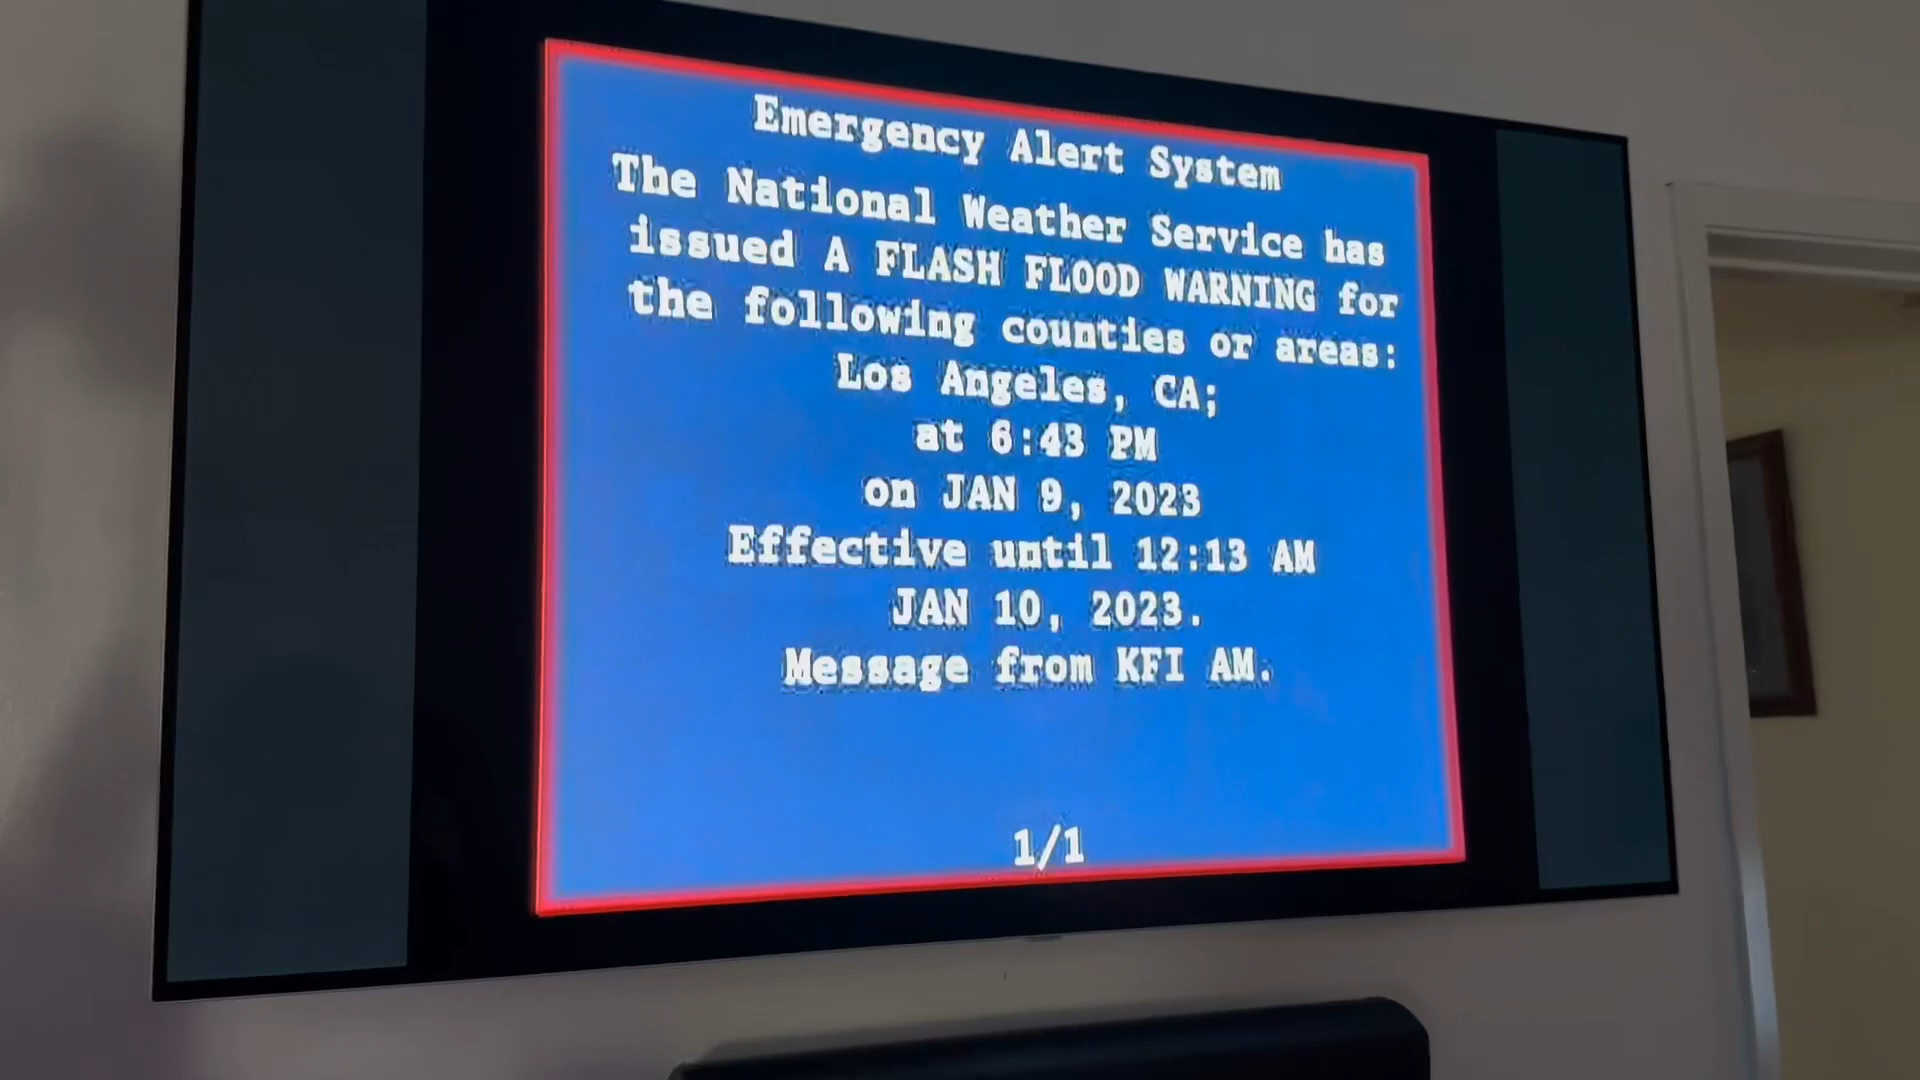 Emergency Alert System
The National Weather Service has
issued A FLASH FLOOD WARNING for
the following counties or areas:
Los Angeles, CA;
at 6:43 PM
on JAN 9, 2023
Effective until 12:13 AM
JAN 10, 2023.
Message from KFI AM.
1/1